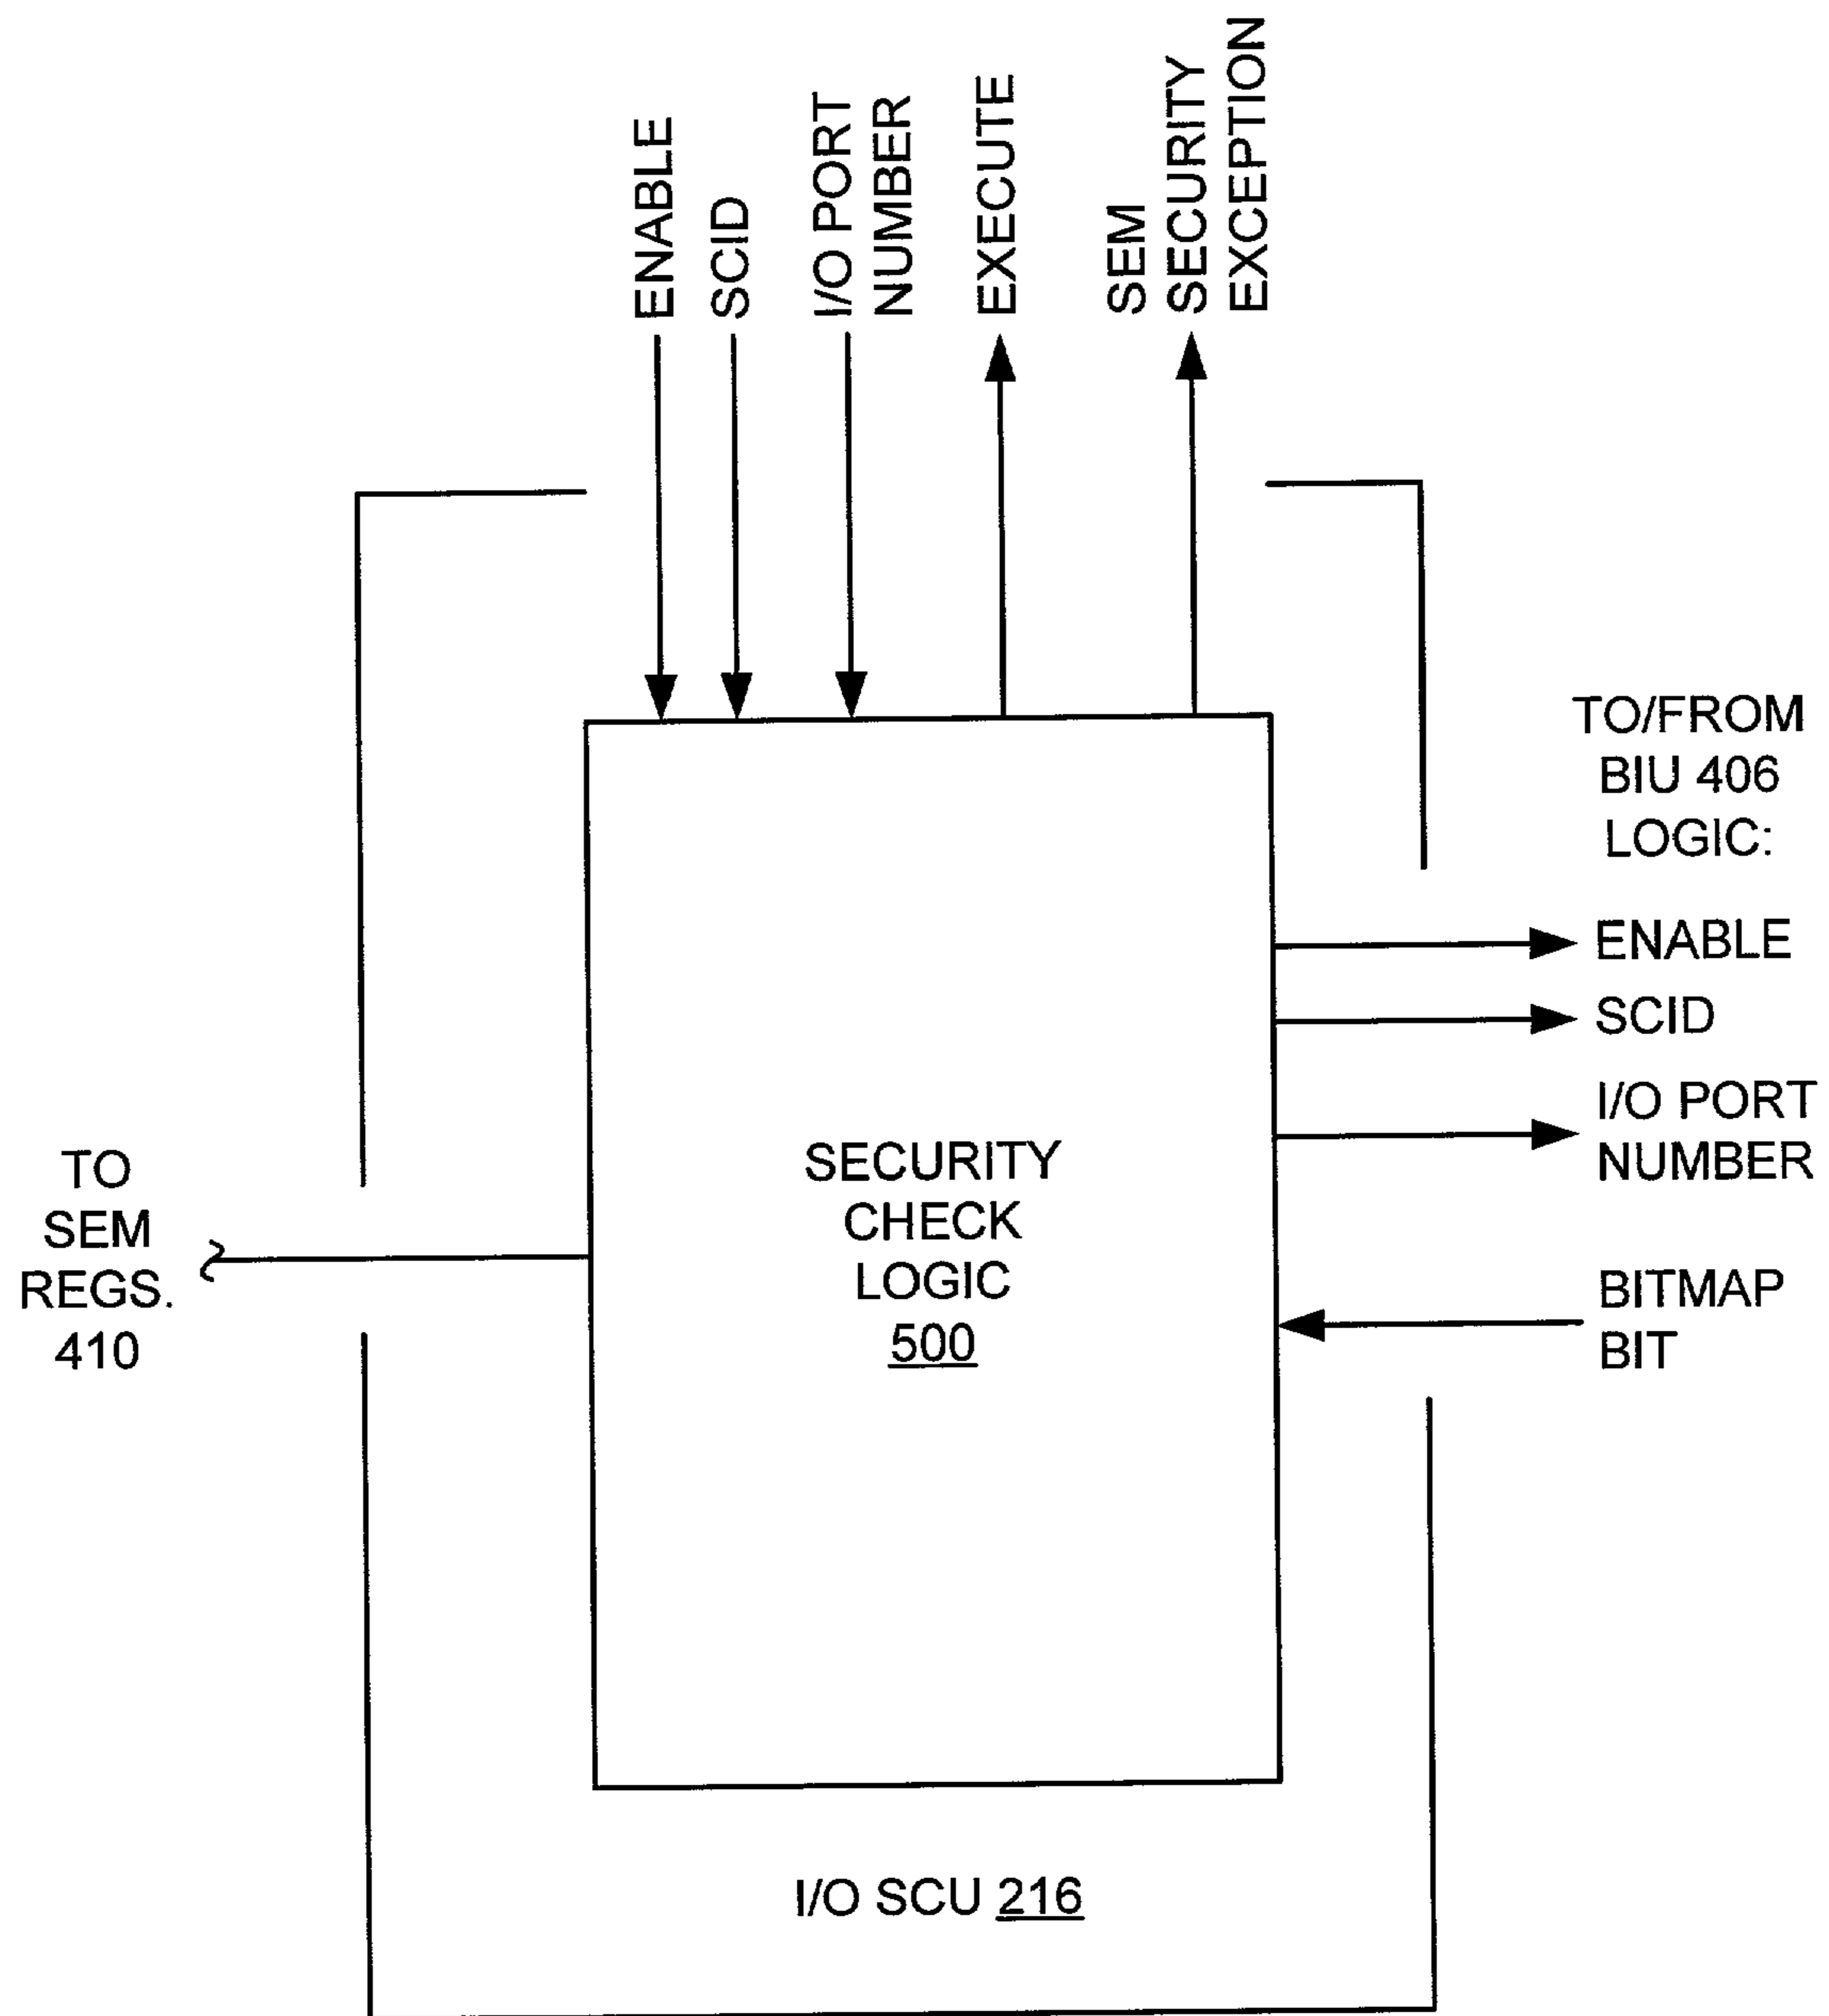 ENABLE
SCID
I/O PORT
NUMBER
EXECUTE
SEM
SECURITY
EXCEPTION
TO/FROM
BIU 406
LOGIC:
ENABLE
SCID
I/O PORT
NUMBER
BITMAP
BIT
TO
SEM
REGS.
410
SECURITY
CHECK
LOGIC
500
I/O SCU 216